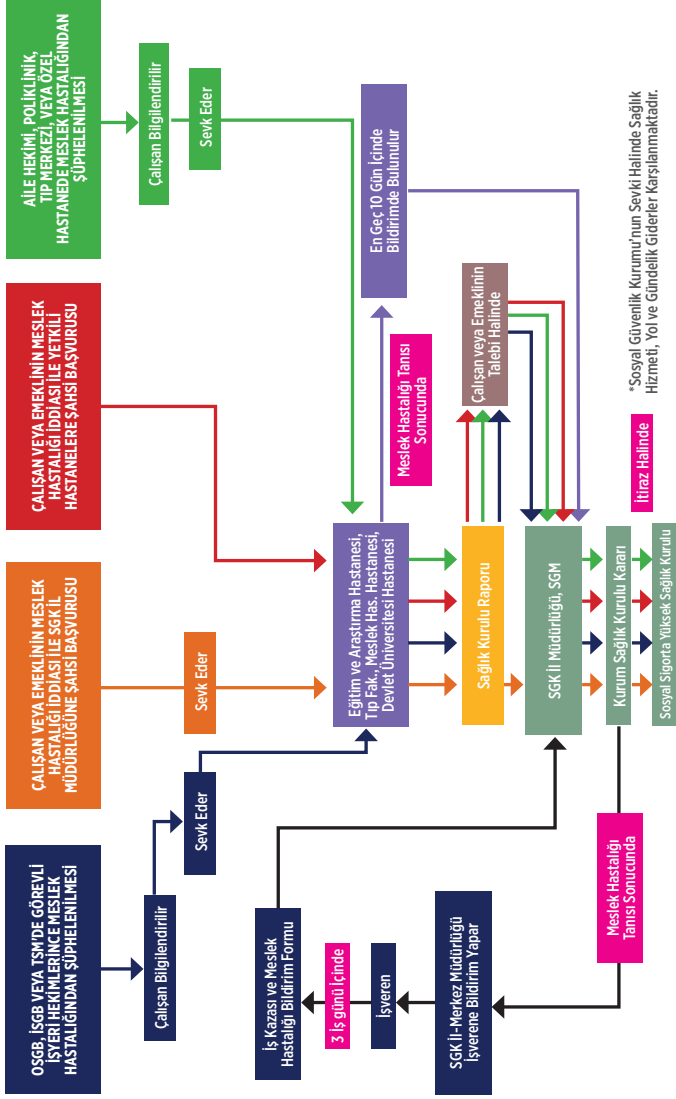 OSGB, İSGB VEYA TSM'DE GÖREVLİ
İŞYERİ HEKİMLERİNCE MESLEK
HASTALIĞINDAN ŞÜPHELENİLMESİ
ÇALIŞAN VEYA EMEKLİNİN MESLEK
HASTALIĞI İDDİASI İLE SGK İL
MÜDÜRLÜĞÜNE ŞAHSİ BAŞVURUSU
ÇALIŞAN VEYA EMEKLİNİN MESLEK
HASTALIĞI İDDİASI İLE YETKİLİ
HASTANELERE ŞAHSİ BAŞVURUSU
AİLE HEKİMİ, POLİKLİNİK,
TIP MERKEZİ, VEYA ÖZEL
HASTANEDE MESLEK HASTALIĞINDAN
ŞÜPHELENİLMESİ
Çalışan Bilgilendirilir
Sevk Eder
Sevk Eder
Çalışan Bilgilendirilir
Sevk Eder
İş Kazası ve Meslek
Hastalığı Bildirim Formu
3 İş günü İçinde
İşveren
SGK İl-Merkez Müdürlüğü
İşverene Bildirim Yapar
Eğitim ve Araştırma Hastanesi,
Tıp Fak., Meslek Has. Hastanesi,
Devlet Üniversitesi Hastanesi
Meslek Hastalığı Tanısı
Sonucunda
En Geç 10 Gün İçinde
Bildirimde Bulunulur
Sağlık Kurulu Raporu
Çalışan veya Emeklinin
Talebi Halinde
SGK İl Müdürlüğü, SGM
Meslek Hastalığı
Tanısı Sonucunda
Kurum Sağlık Kurulu Kararı
İtiraz Halinde
Sosyal Sigorta Yüksek Sağlık Kurulu
*Sosyal Güvenlik Kurumu'nun Sevki Halinde Sağlık
Hizmeti, Yol ve Gündelik Giderler Karşılanmaktadır.